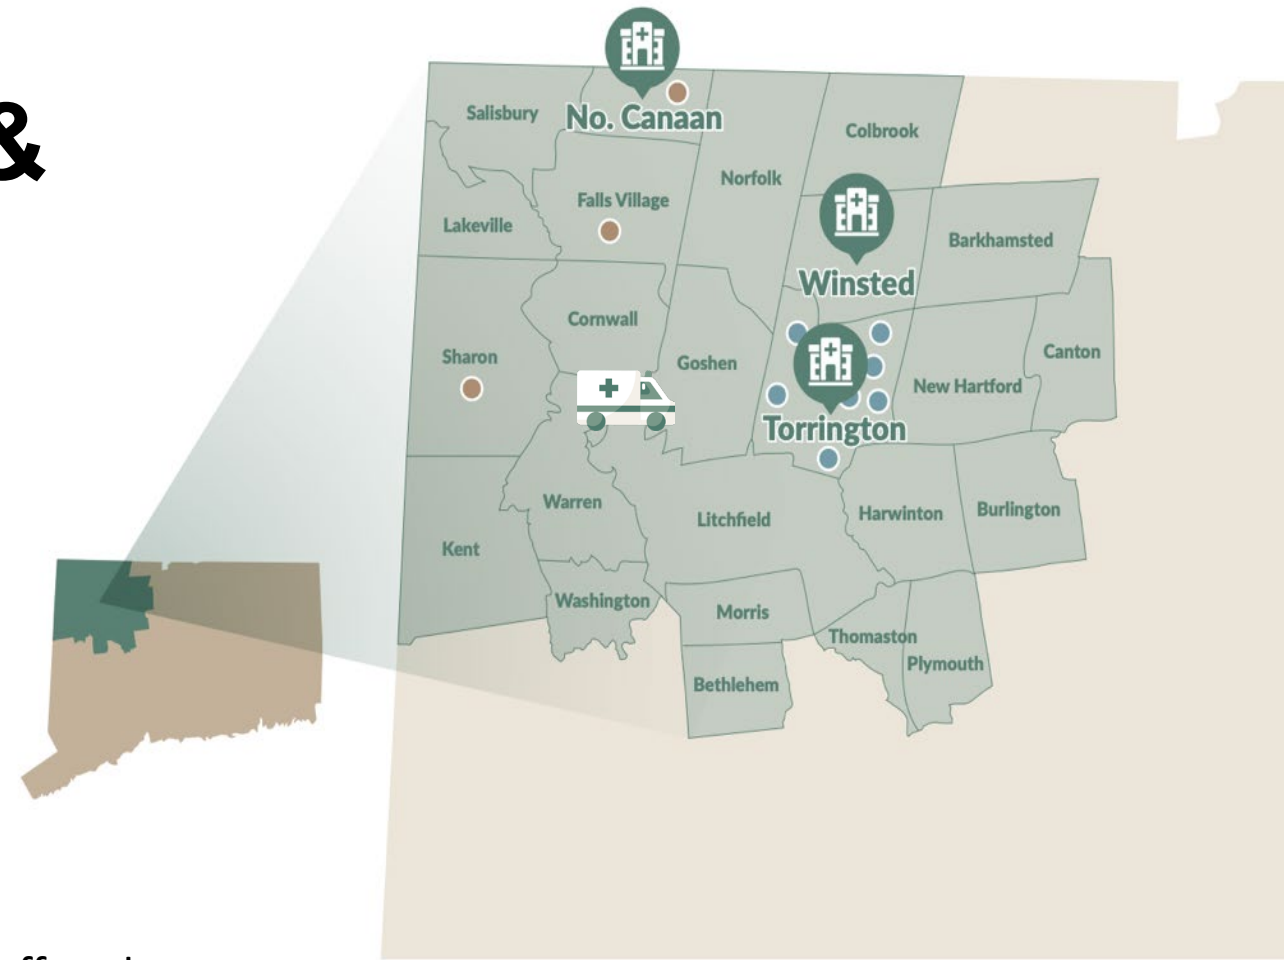 &
Salisbury
No. Canaan
Colbrook
Norfolk
Falls Village
Lakeville
Barkhamsted
Winsted
Cornwall
Sharon
Goshen
Canton
New Hartford
Torrington
Warren
Litchfield
Harwinton
Burlington
Kent
Washington
Morris
Thomaston
Plymouth
Bethlehem